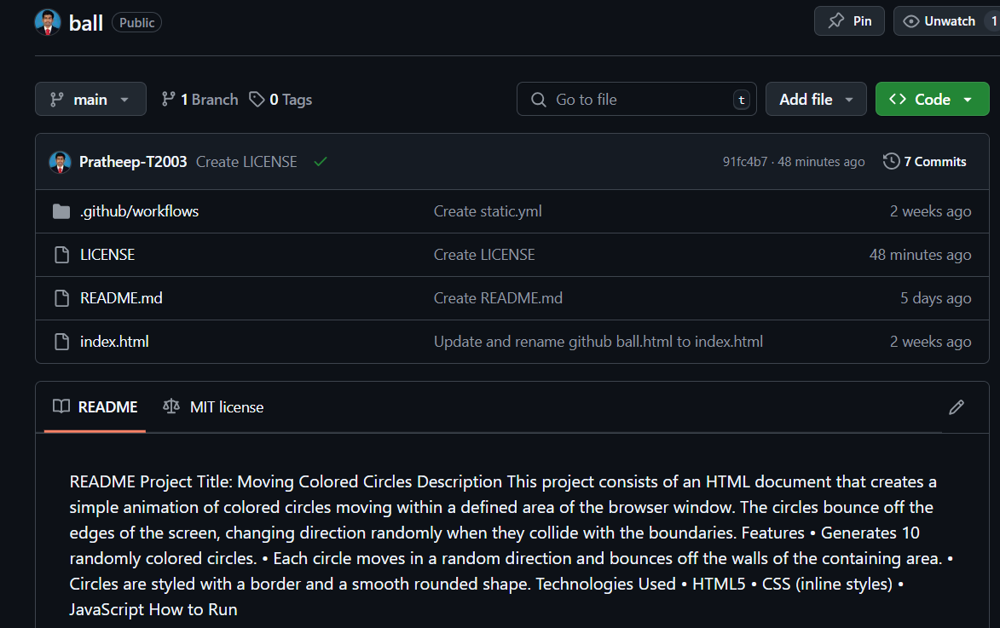 ball Public Pin Unwatch 1
main 1 Branch 0 Tags Go to file t Add file Code
Pratheep-T2003 Create LICENSE 91fc4b7 · 48 minutes ago 7 Commits
.github/workflows Create static.yml 2 weeks ago
LICENSE Create LICENSE 48 minutes ago
README.md Create README.md 5 days ago
index.html Update and rename github ball.html to index.html 2 weeks ago
README MIT license
README Project Title: Moving Colored Circles Description This project consists of an HTML document that creates a
simple animation of colored circles moving within a defined area of the browser window. The circles bounce off the
edges of the screen, changing direction randomly when they collide with the boundaries. Features • Generates 10
randomly colored circles. • Each circle moves in a random direction and bounces off the walls of the containing area. •
Circles are styled with a border and a smooth rounded shape. Technologies Used • HTML5 • CSS (inline styles) •
JavaScript How to Run